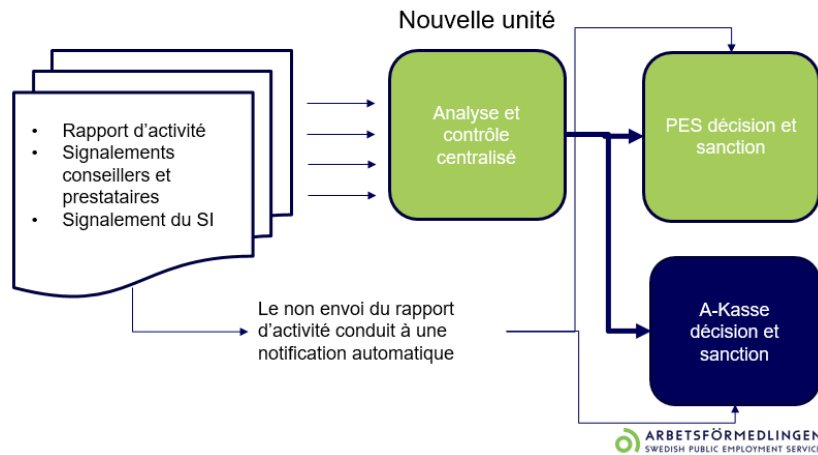 Nouvelle unité
• Rapport d'activité
• Signalements
conseillers et
prestataires
• Signalement du SI
Analyse et
contrôle
centralisé
PES décision et
sanction
Le non envoi du rapport
d'activité conduit à une
notification automatique
A-Kasse
décision et
sanction
ARBETSFÖRMEDLINGEN
SWEDISH PUBLIC EMPLOYMENT SERVICE